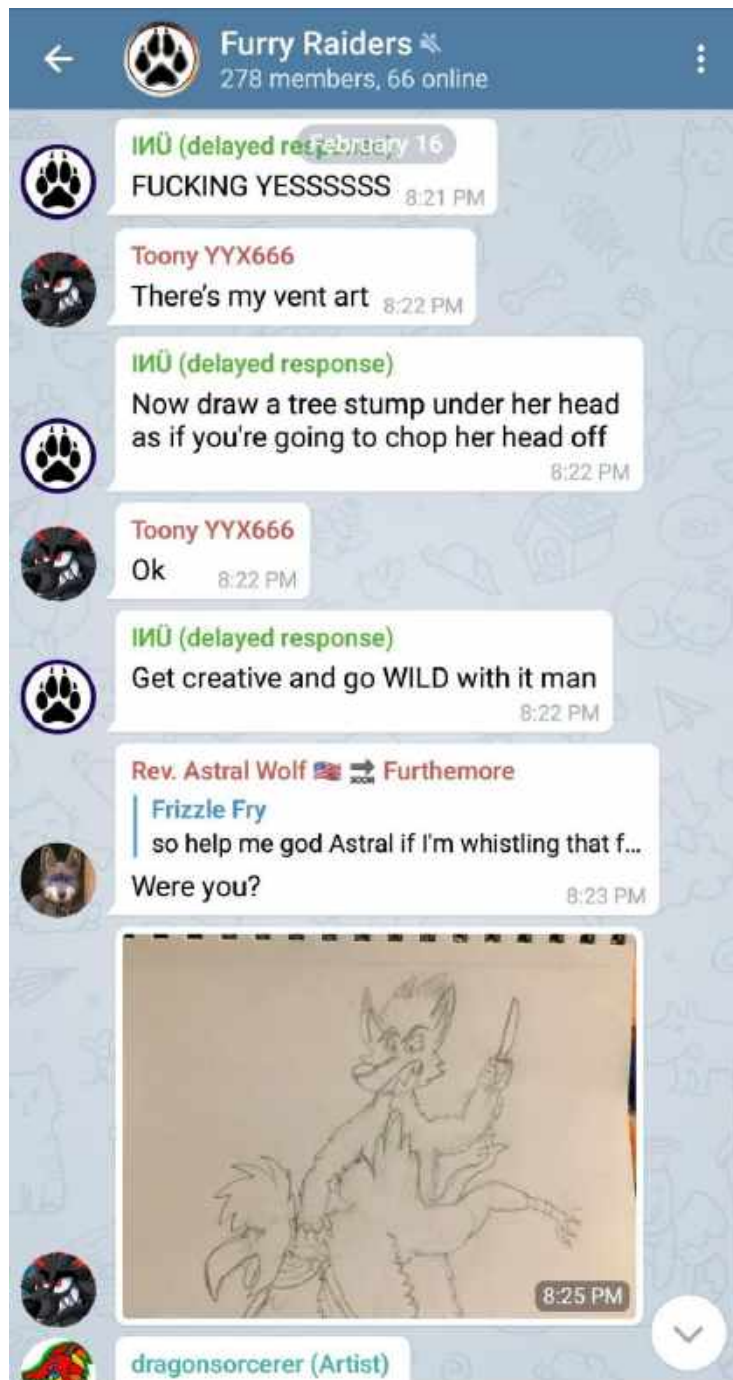 Furry Raiders
278 members, 66 online
February 16
IИÜ (delayed response)
FUCKING YESSSSSS 8:21 PM
Toony YYX666
There's my vent art 8:22 PM
IИÜ (delayed response)
Now draw a tree stump under her head
as if you're going to chop her head off
8:22 PM
Toony YYX666
Ok 8:22 PM
IИÜ (delayed response)
Get creative and go WILD with it man
8:22 PM
Rev. Astral Wolf 🇺🇸 🔜 Furthemore
Frizzle Fry
so help me god Astral if I'm whistling that f...
Were you? 8:23 PM
8:25 PM
dragonsorcerer (Artist)